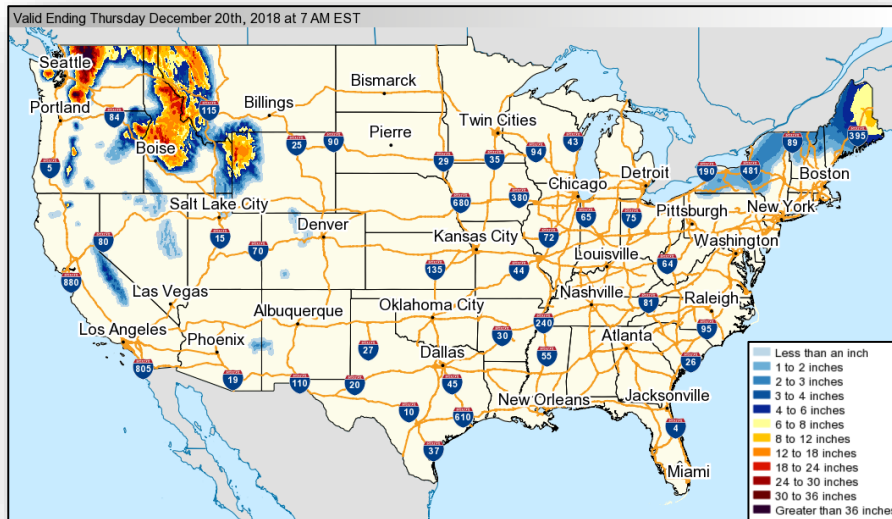 Valid Ending Thursday December 20th, 2018 at 7 AM EST
Seattle
Portland
84
115
Billings
Bismarck
Boise
5
25
90
Pierre
Twin Cities
29
35
94
43
395
89
190
481
Boston
Detroit
Chicago
New York
Pittsburgh
Salt Lake City
680
380
80
15
70
Denver
Kansas City
72
65
75
Washington
880
135
44
Louisville
64
Las Vegas
Albuquerque
Oklahoma City
Nashville
81
Raleigh
Los Angeles
Phoenix
27
30
240
Atlanta
95
805
19
110
20
Dallas
55
26
45
10
610
New Orleans
Jacksonville
37
4
Miami
Less than an inch
1 to 2 inches
2 to 3 inches
3 to 4 inches
4 to 6 inches
6 to 8 inches
8 to 12 inches
12 to 18 inches
18 to 24 inches
24 to 30 inches
30 to 36 inches
Greater than 36 inches